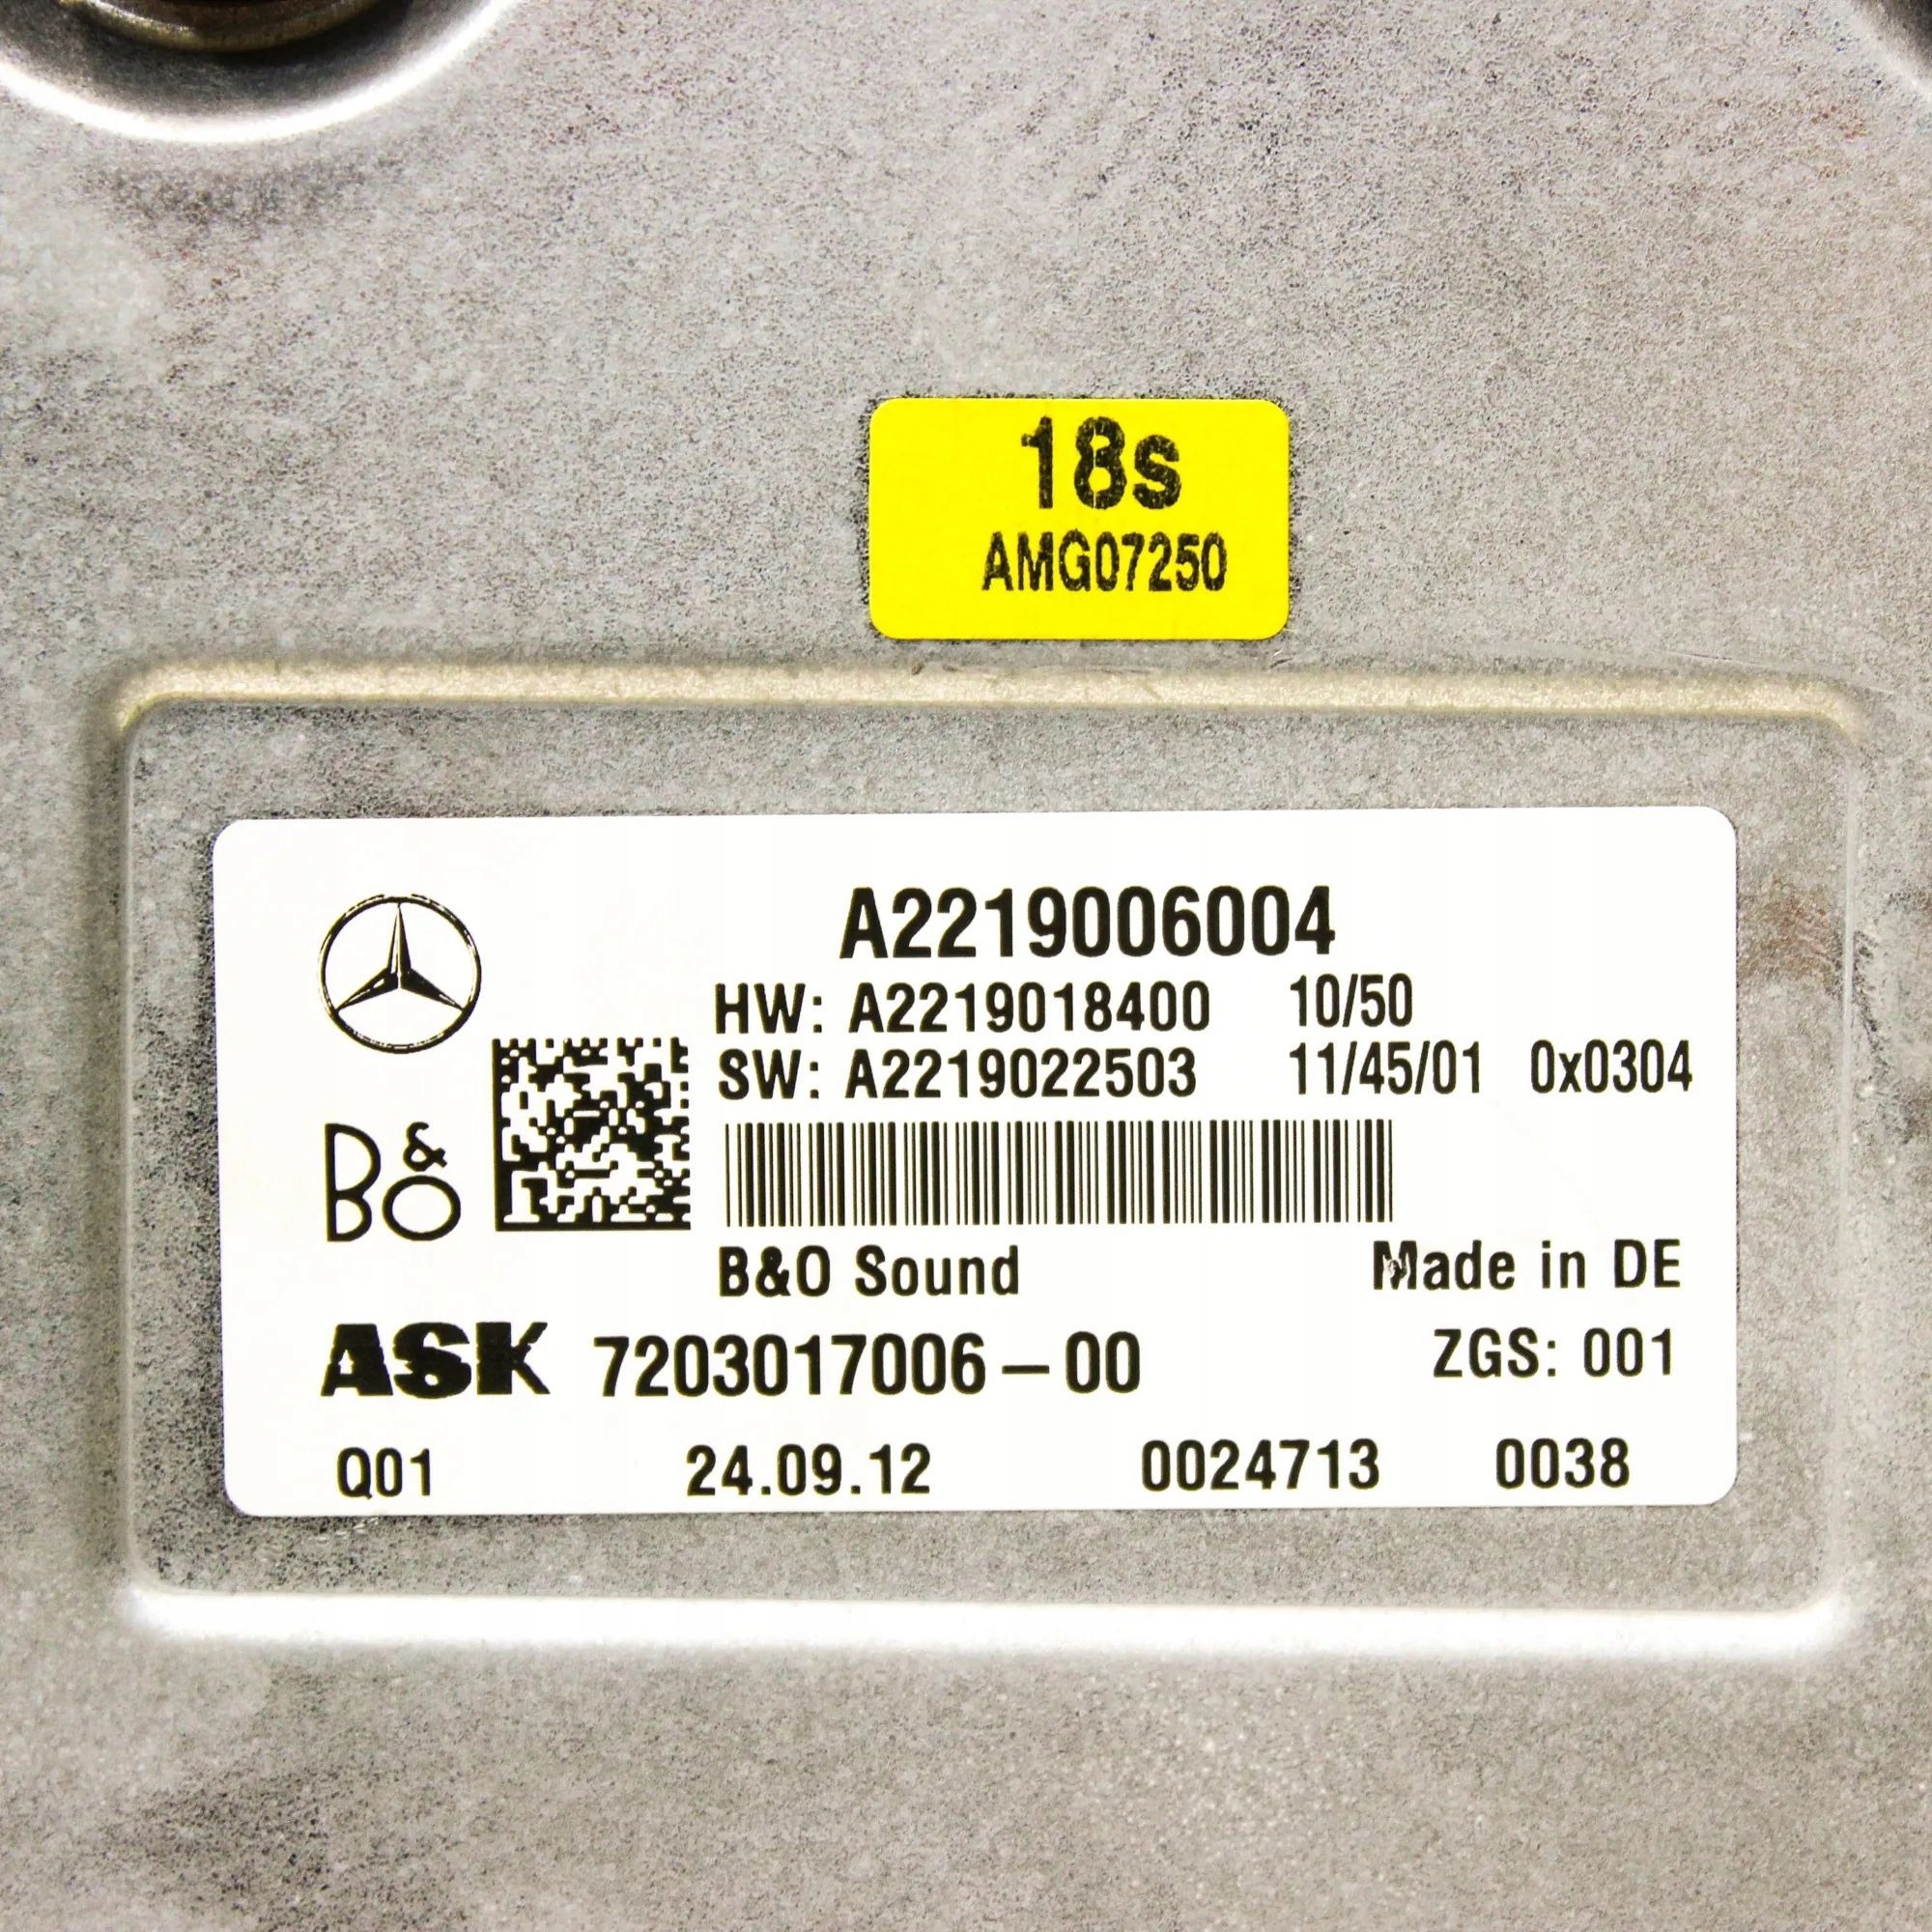 18s
AMG07250
A2219006004
HW: A2219018400 10/50
SW: A2219022503 11/45/01 0x0304
B&O
B&O Sound Made in DE
ASK 7203017006-00 ZGS: 001
Q01 24.09.12 0024713 0038